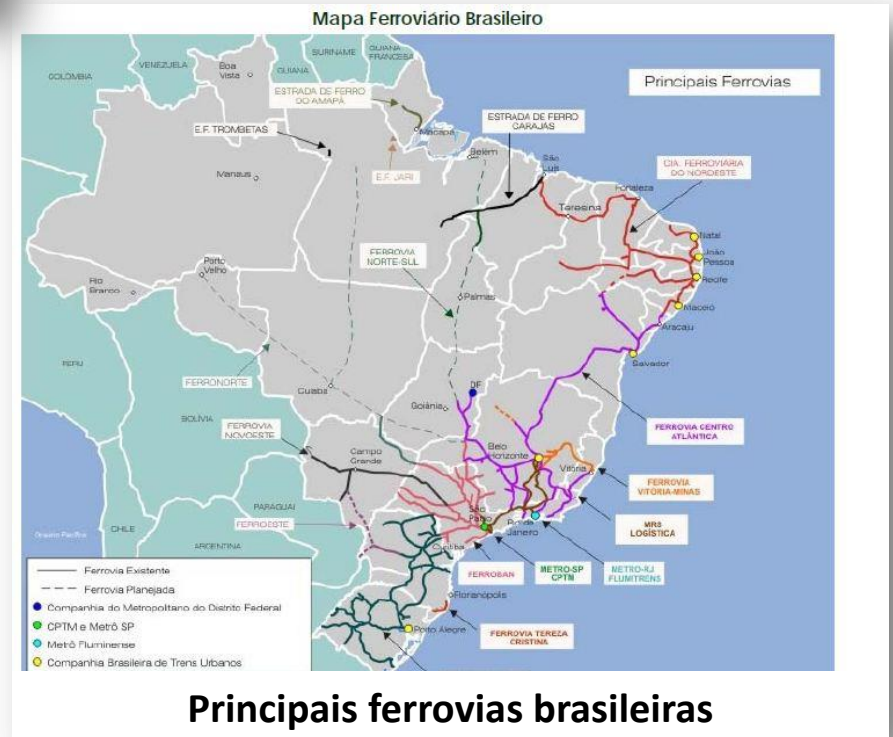 Mapa Ferroviário Brasileiro
Principais Ferrovias
COLÔMBIA
VENEZUELA
Boa
Vista
GUIANA
SURINAME
GUIANA
FRANCESA
ESTRADA DE FERRO
DO AMAPÁ
E.F. TROMBETAS
Macapá
ESTRADA DE FERRO
CARAJÁS
E.F. JARI
Manaus
Belém
São
Luís
CIA. FERROVIÁRIA
DO NORDESTE
Fortaleza
Teresina
Natal
João
Pessoa
Recife
FERROVIA
NORTE-SUL
Porto
Velho
Rio
Branco
Palmas
Maceió
Aracaju
Salvador
PERU
FERRONORTE
Cuiabá
DF
Goiânia
BOLÍVIA
FERROVIA
NOVOESTE
FERROVIA CENTRO
ATLÂNTICA
Campo
Grande
Belo
Horizonte
Vitória
FERROVIA
VITÓRIA-MINAS
PARAGUAI
FERROESTE
São
Paulo
Rio de
Janeiro
MRS
LOGÍSTICA
Oceano Pacífico
CHILE
ARGENTINA
Curitiba
FERROBAN
METRO-SP
CPTM
METRO-RJ
FLUMITRENS
Florianópolis
Porto Alegre
FERROVIA TEREZA
CRISTINA
Ferrovia Existente
Ferrovia Planejada
Companhia do Metropolitano do Distrito Federal
CPTM e Metrô SP
Metrô Fluminense
Companhia Brasileira de Trens Urbanos
Principais ferrovias brasileiras